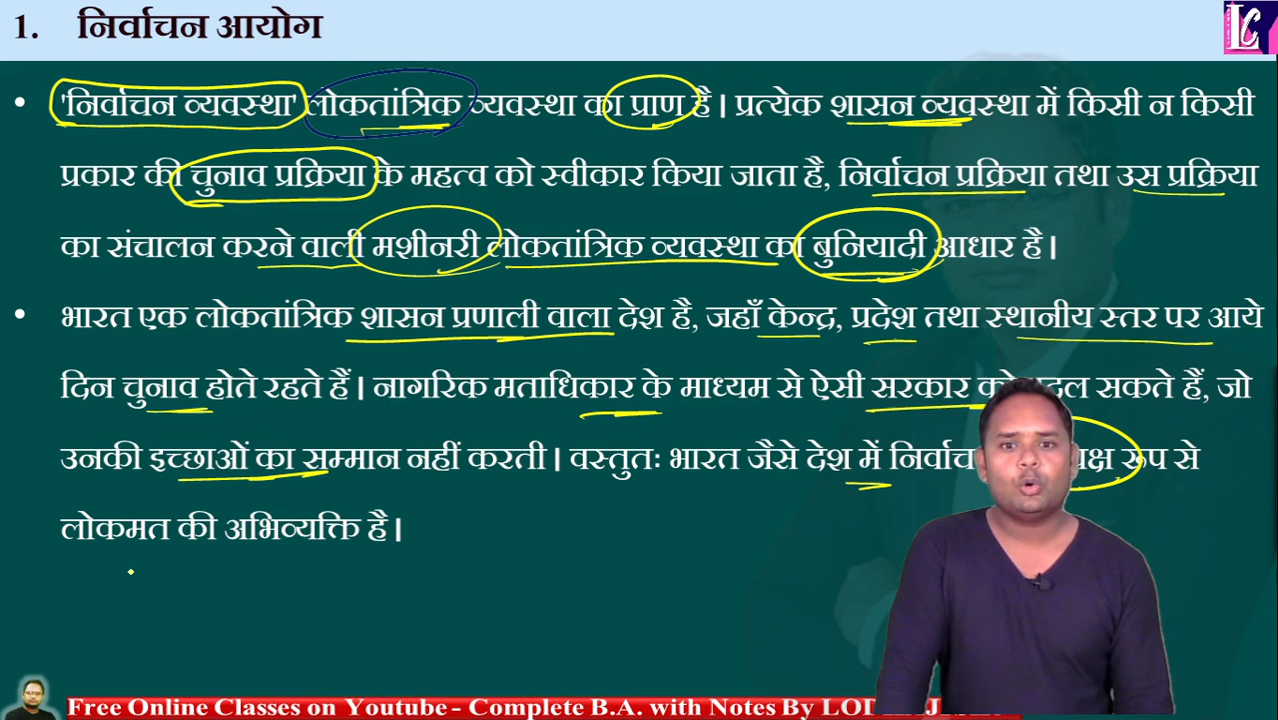 1. निर्वाचन आयोग
LC
• 'निर्वाचन व्यवस्था' लोकतांत्रिक व्यवस्था का प्राण है। प्रत्येक शासन व्यवस्था में किसी न किसी
प्रकार की चुनाव प्रक्रिया के महत्व को स्वीकार किया जाता है, निर्वाचन प्रक्रिया तथा उस प्रक्रिया
का संचालन करने वाली मशीनरी लोकतांत्रिक व्यवस्था का बुनियादी आधार है।
• भारत एक लोकतांत्रिक शासन प्रणाली वाला देश है, जहाँ केन्द्र, प्रदेश तथा स्थानीय स्तर पर आये
दिन चुनाव होते रहते हैं। नागरिक मताधिकार के माध्यम से ऐसी सरकार को सकते हैं, जो
उनकी इच्छाओं का सम्मान नहीं करती। वस्तुतः भारत जैसे देश में रूप से
लोकमत की अभिव्यक्ति है।
Free Online Classes on Youtube - Complete B.A. with Notes By